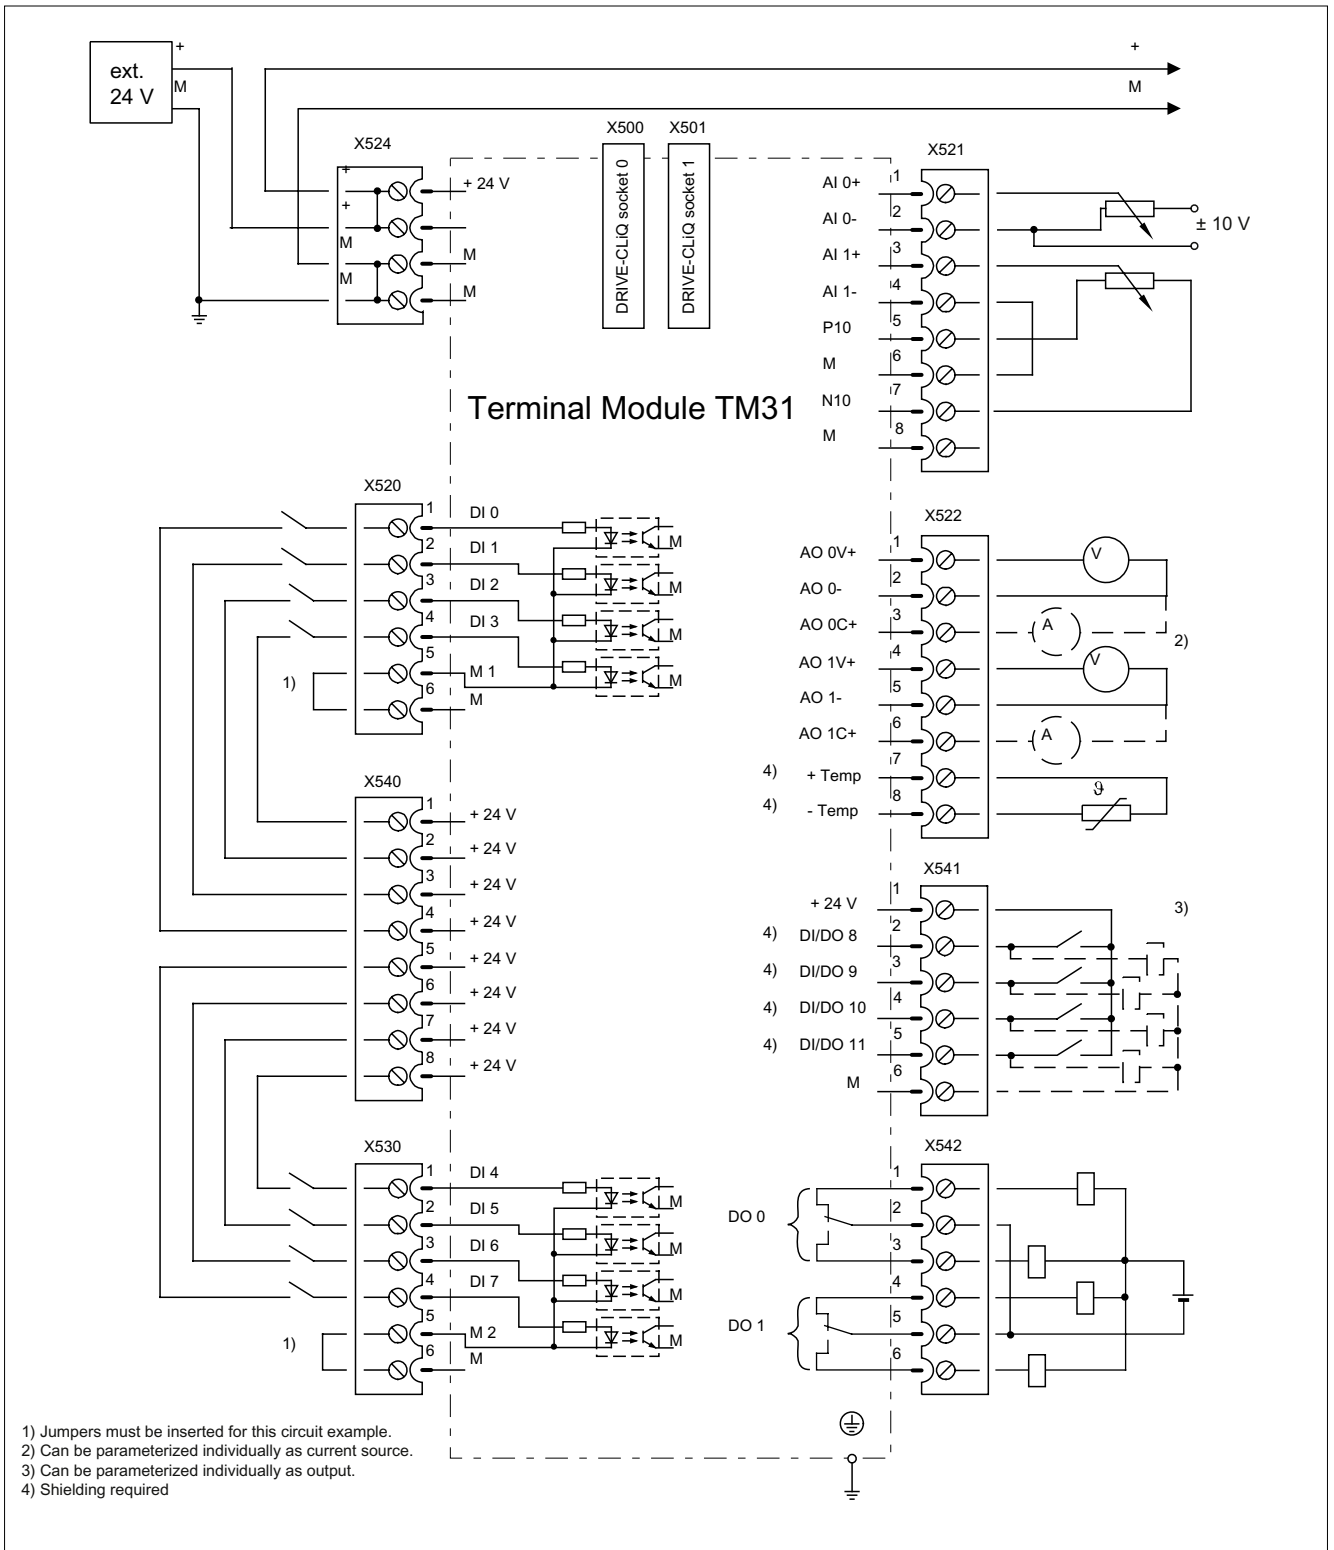 ext.
24 V
+
M
+
M
X524
+
+
M
M
+ 24 V
M
M
X500
X501
DRIVE-CLiQ socket 0
DRIVE-CLiQ socket 1
Terminal Module TM31
X521
AI 0+ 1
AI 0- 2
AI 1+ 3
AI 1- 4
P10 5
M 6
N10 7
M 8
± 10 V
X520
1 DI 0
2 DI 1
3 DI 2
4 DI 3
5 M 1
6 M
M
M
M
M
1)
X522
AO 0V+ 1
AO 0- 2
AO 0C+ 3
AO 1V+ 4
AO 1- 5
AO 1C+ 6
4) + Temp 7
4) - Temp 8
V
A
2)
V
A
ϑ
X540
1 + 24 V
2 + 24 V
3 + 24 V
4 + 24 V
5 + 24 V
6 + 24 V
7 + 24 V
8 + 24 V
X541
+ 24 V 1
4) DI/DO 8 2
4) DI/DO 9 3
4) DI/DO 10 4
4) DI/DO 11 5
M 6
3)
X530
1 DI 4
2 DI 5
3 DI 6
4 DI 7
5 M 2
6 M
M
M
M
M
1)
X542
1
DO 0 2
3
4
DO 1 5
6
1) Jumpers must be inserted for this circuit example.
2) Can be parameterized individually as current source.
3) Can be parameterized individually as output.
4) Shielding required